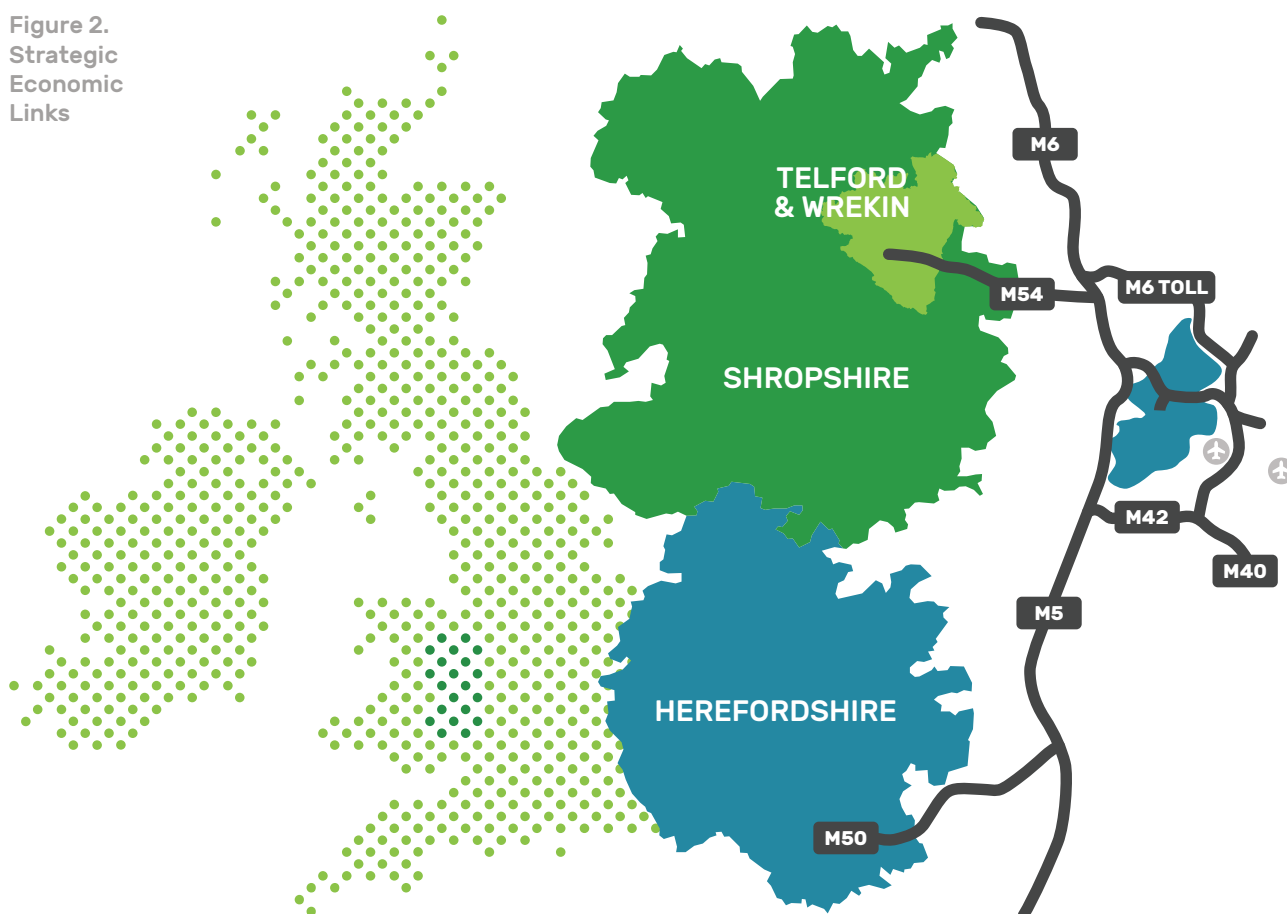 Figure 2.
Strategic
Economic
Links
M6
TELFORD
& WREKIN
M6 TOLL
M54
SHROPSHIRE
M42
M40
M5
HEREFORDSHIRE
M50